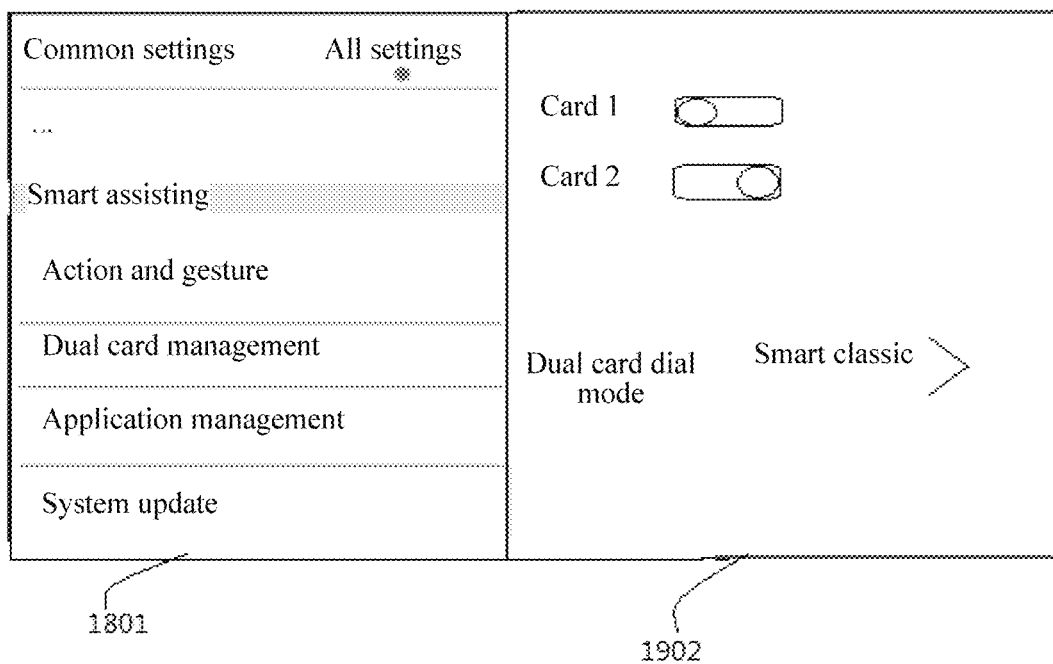 Common settings
All settings
...
Smart assisting
Action and gesture
Dual card management
Application management
System update
Card 1
Card 2
Dual card dial
mode
Smart classic
1801
1902